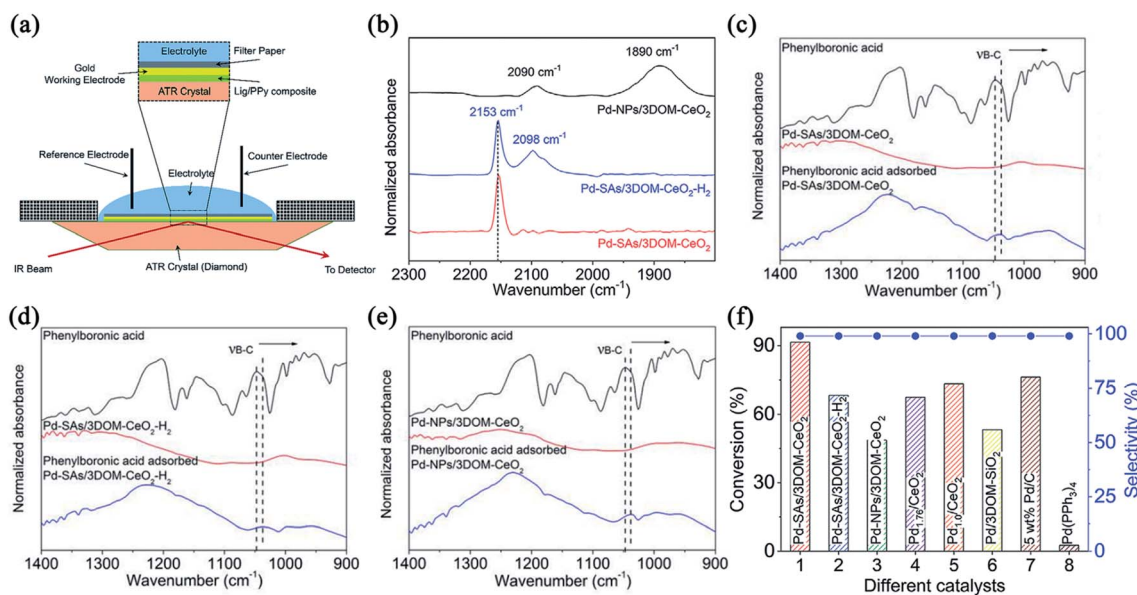 (a)
Electrolyte
Filter Paper
Gold
Working Electrode
ATR Crystal
Lig/PPy composite
Reference Electrode
Counter Electrode
Electrolyte
IR Beam
ATR Crystal (Diamond)
To Detector
(b)
Normalized absorbance
1890 cm⁻¹
2090 cm⁻¹
Pd-NPs/3DOM-CeO₂
2153 cm⁻¹
2098 cm⁻¹
Pd-SAs/3DOM-CeO₂-H₂
Pd-SAs/3DOM-CeO₂
2300 2200 2100 2000 1900
Wavenumber (cm⁻¹)
(c)
Normalized absorbance
Phenylboronic acid
νB-C
Pd-SAs/3DOM-CeO₂
Phenylboronic acid adsorbed
Pd-SAs/3DOM-CeO₂
1400 1300 1200 1100 1000 900
Wavenumber (cm⁻¹)
(d)
Normalized absorbance
Phenylboronic acid
νB-C
Pd-SAs/3DOM-CeO₂-H₂
Phenylboronic acid adsorbed
Pd-SAs/3DOM-CeO₂-H₂
1400 1300 1200 1100 1000 900
Wavenumber (cm⁻¹)
(e)
Normalized absorbance
Phenylboronic acid
νB-C
Pd-NPs/3DOM-CeO₂
Phenylboronic acid adsorbed
Pd-NPs/3DOM-CeO₂
1400 1300 1200 1100 1000 900
Wavenumber (cm⁻¹)
(f)
Conversion (%)
90
60
30
0
Pd-SAs/3DOM-CeO₂
Pd-SAs/3DOM-CeO₂-H₂
Pd-NPs/3DOM-CeO₂
Pd₁.₇₆/CeO₂
Pd₁.₀/CeO₂
Pd/3DOM-SiO₂
5 wt% Pd/C
Pd(PPh₃)₄
100
75
50
25
0
Selectivity (%)
1 2 3 4 5 6 7 8
Different catalysts